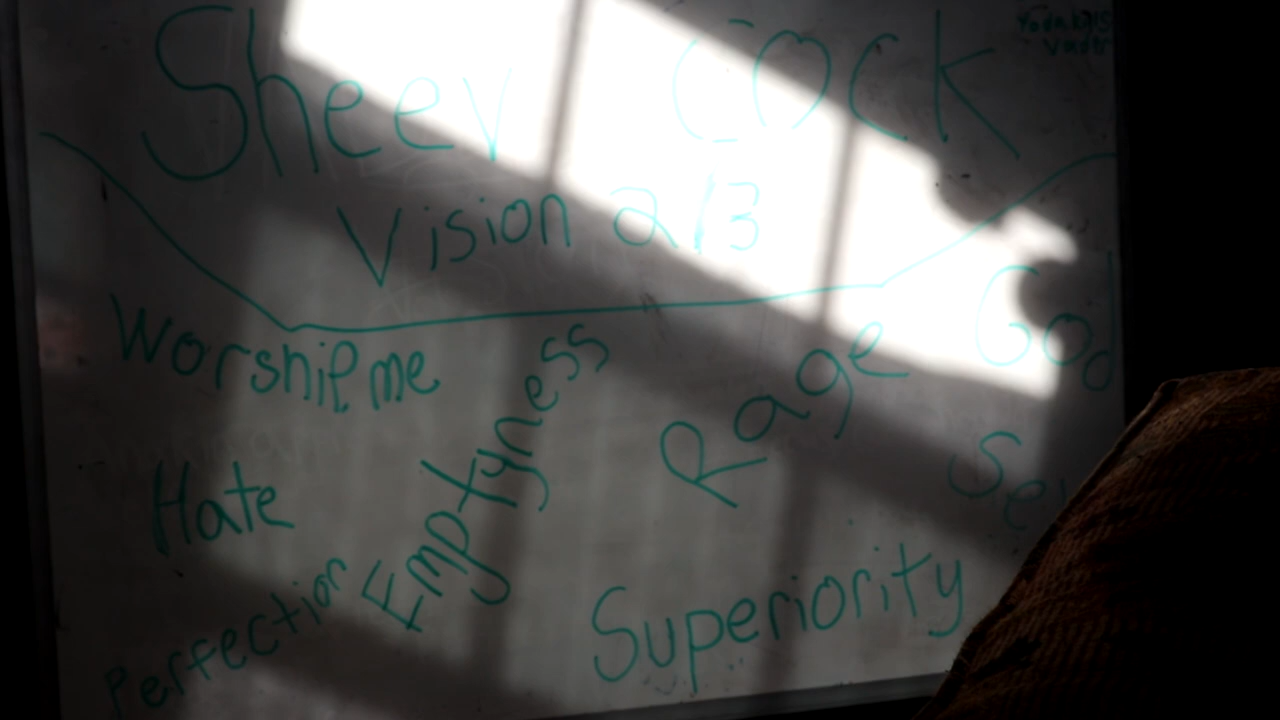 Sheev COCK
Vision 2/3
Worship me
Emptyness
Rage
God
Hate
Superiority
Perfection